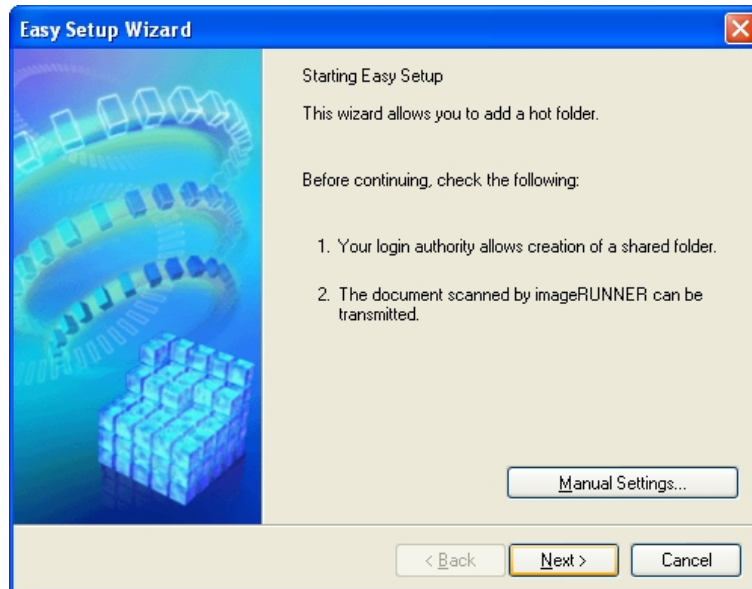 Easy Setup Wizard
Starting Easy Setup
This wizard allows you to add a hot folder.
Before continuing, check the following:
1. Your login authority allows creation of a shared folder.
2. The document scanned by imageRUNNER can be
transmitted.
Manual Settings...
< Back
Next >
Cancel